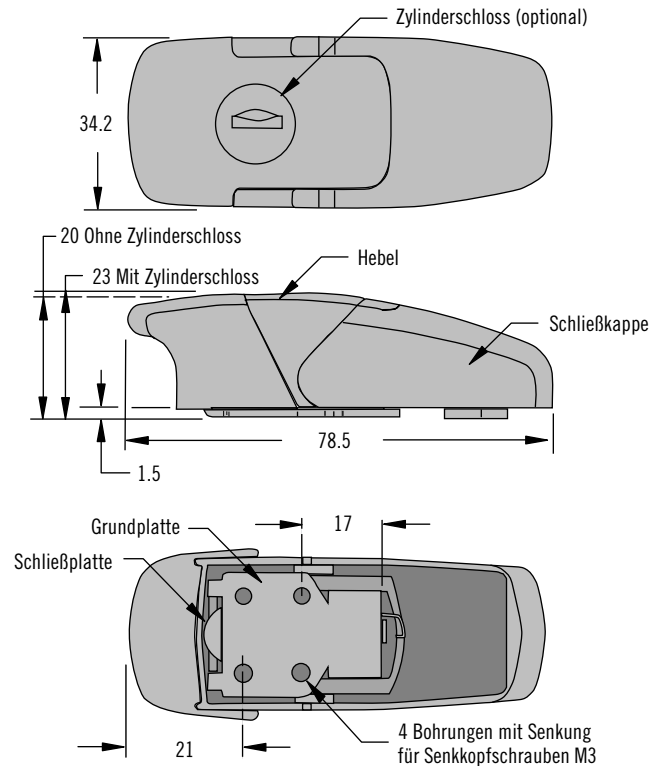 Zylinderschloss (optional)
34.2
20 Ohne Zylinderschloss
23 Mit Zylinderschloss
Hebel
Schließkappe
78.5
1.5
Grundplatte
17
Schließplatte
21
4 Bohrungen mit Senkung
für Senkkopfschrauben M3